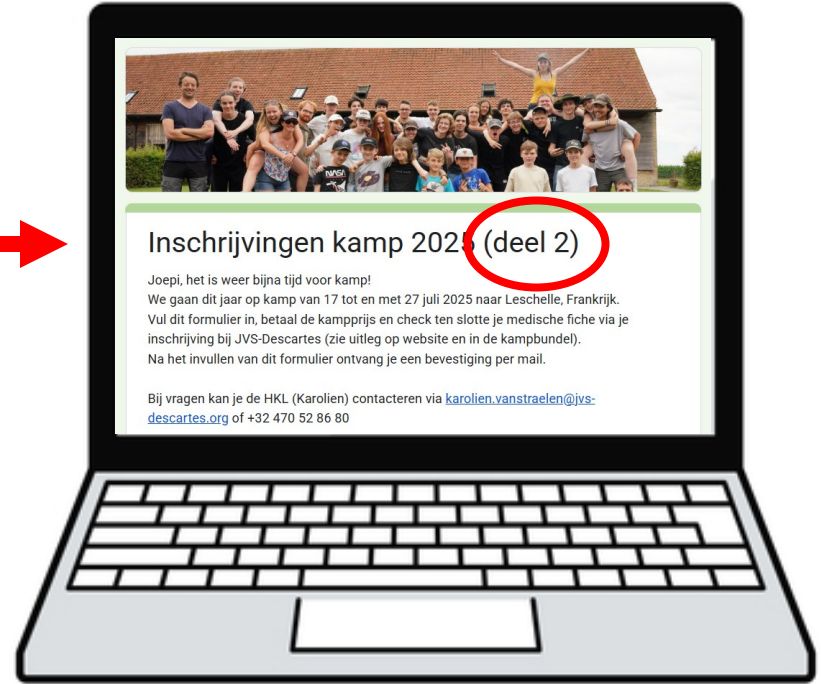 NASA
Inschrijvingen kamp 2025 (deel 2)
Joepi, het is weer bijna tijd voor kamp!
We gaan dit jaar op kamp van 17 tot en met 27 juli 2025 naar Leschelle, Frankrijk.
Vul dit formulier in, betaal de kampprijs en check ten slotte je medische fiche via je
inschrijving bij JVS-Descartes (zie uitleg op website en in de kampbundel).
Na het invullen van dit formulier ontvang je een bevestiging per mail.
Bij vragen kan je de HKL (Karolien) contacteren via karolien.vanstraelen@jvs-
descartes.org of +32 470 52 86 80